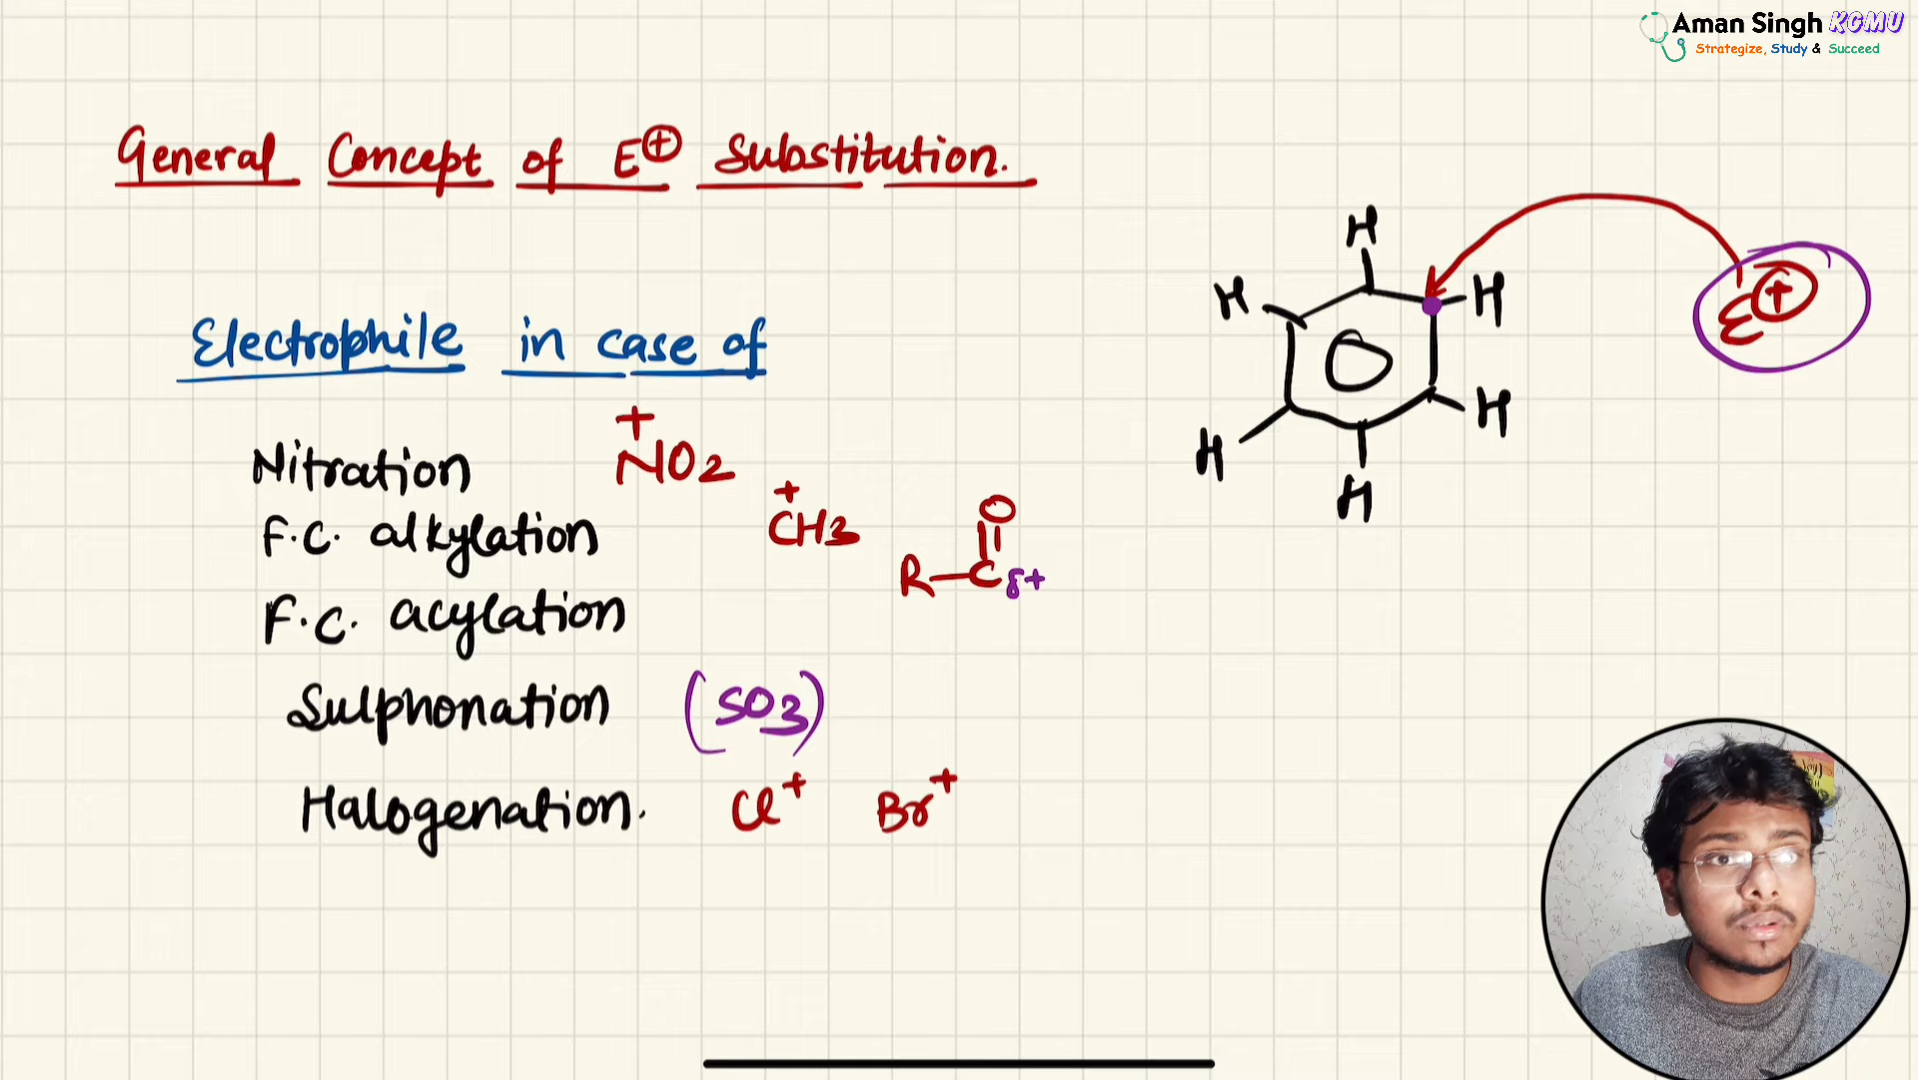 Aman Singh KGMU
Strategize, Study & Succeed
General Concept of E⊕ Substitution.
Electrophile in case of
Nitration +NO2
F.C. alkylation +CH3
F.C. acylation R—C=O δ+
Sulphonation (SO3)
Halogenation. Cl+ Br+
H
H
H
H
H
H
E⊕